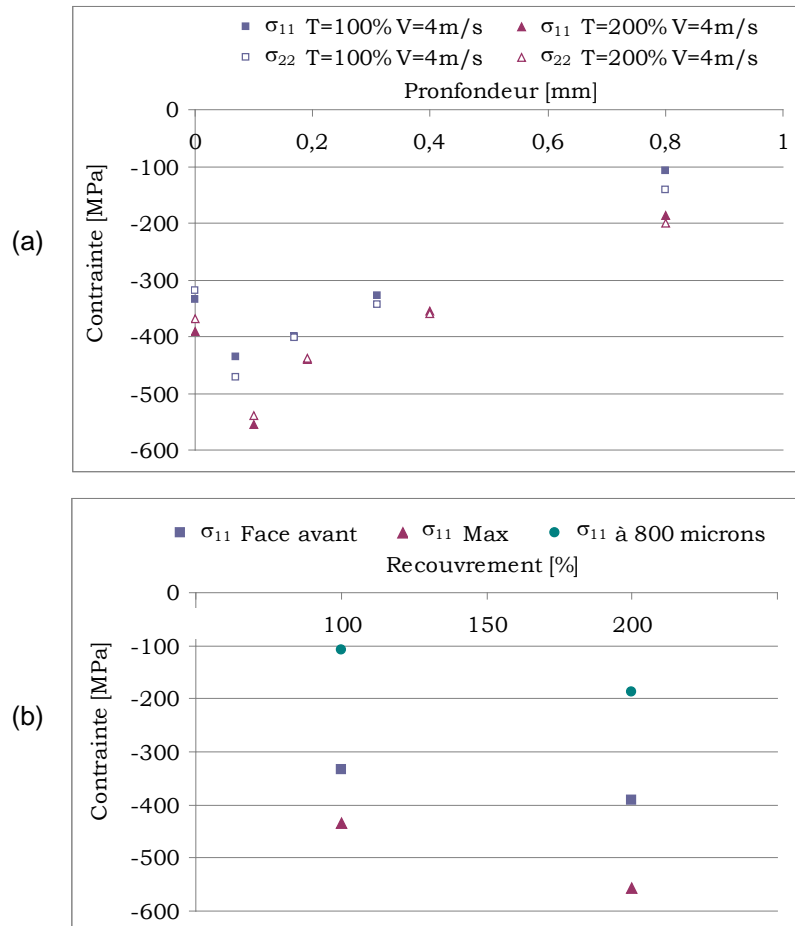 σ11 T=100% V=4m/s σ11 T=200% V=4m/s
σ22 T=100% V=4m/s σ22 T=200% V=4m/s
Pronfondeur [mm]
0
0 0,2 0,4 0,6 0,8 1
-100
-200
-300
-400
-500
-600
Contrainte [MPa]
(a)
σ11 Face avant σ11 Max σ11 à 800 microns
Recouvrement [%]
0
100 150 200
-100
-200
-300
-400
-500
-600
Contrainte [MPa]
(b)